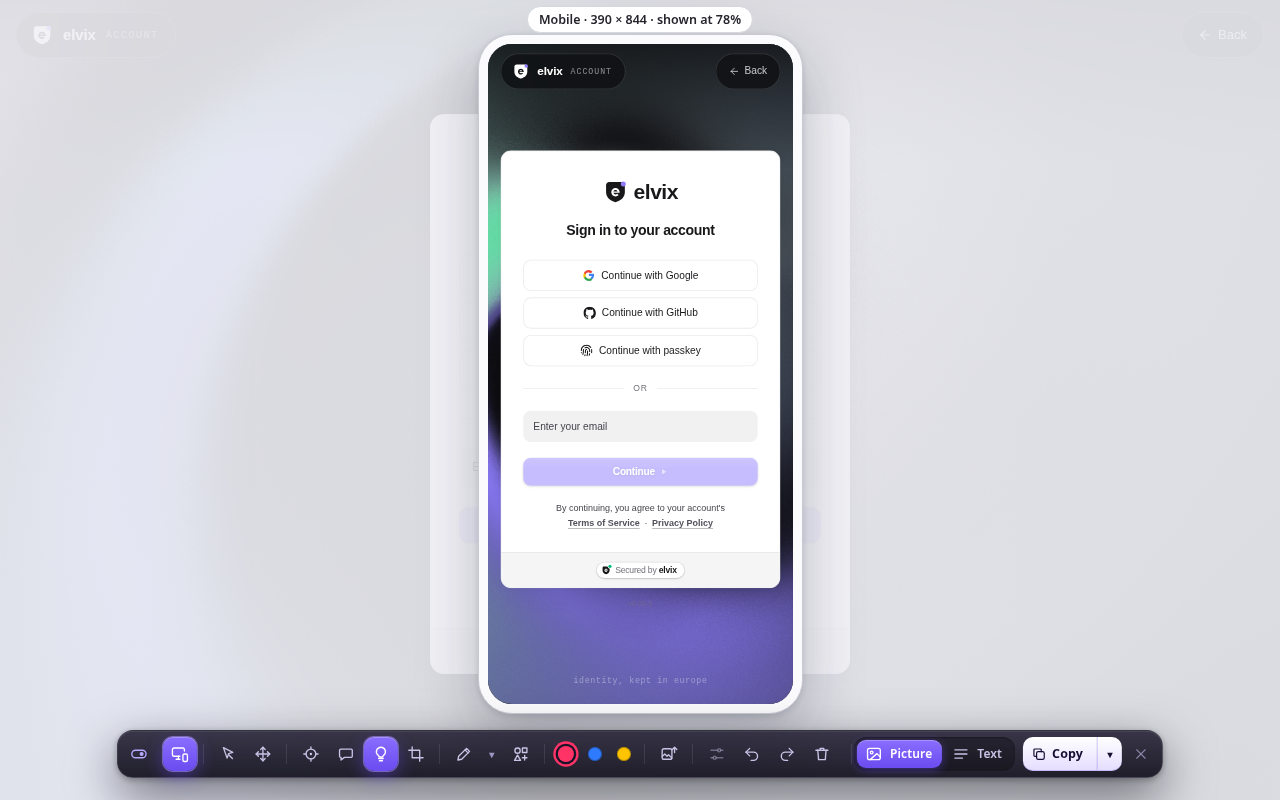 Mobile · 390 × 844 · shown at 78%
elvix ACCOUNT
Back
elvix ACCOUNT
Back
elvix
Sign in to your account
Continue with Google
Continue with GitHub
Continue with passkey
OR
Enter your email
Continue
By continuing, you agree to your account's
Terms of Service · Privacy Policy
Secured by elvix
identity, kept in europe
Picture
Text
Copy